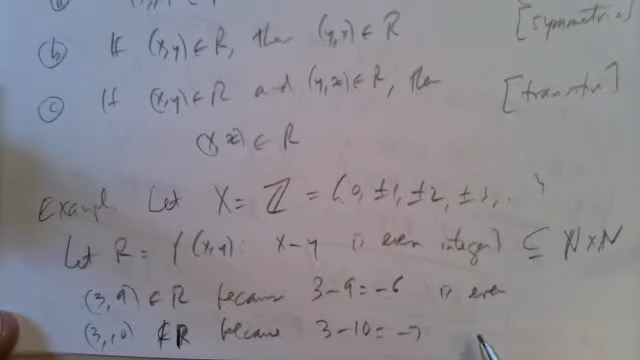 (b) If (x,y) ∈ R, then (y,x) ∈ R [symmetric
(c) If (x,y) ∈ R and (y,z) ∈ R, then [transitive]
(x,z) ∈ R
Example Let X = ℤ = {0, ±1, ±2, ±3, ...}
Let R = {(x,y): x-y is even integer} ⊆ N×N
(3,9) ∈ R because 3-9=-6 is even
(3,10) ∉ R because 3-10=-7